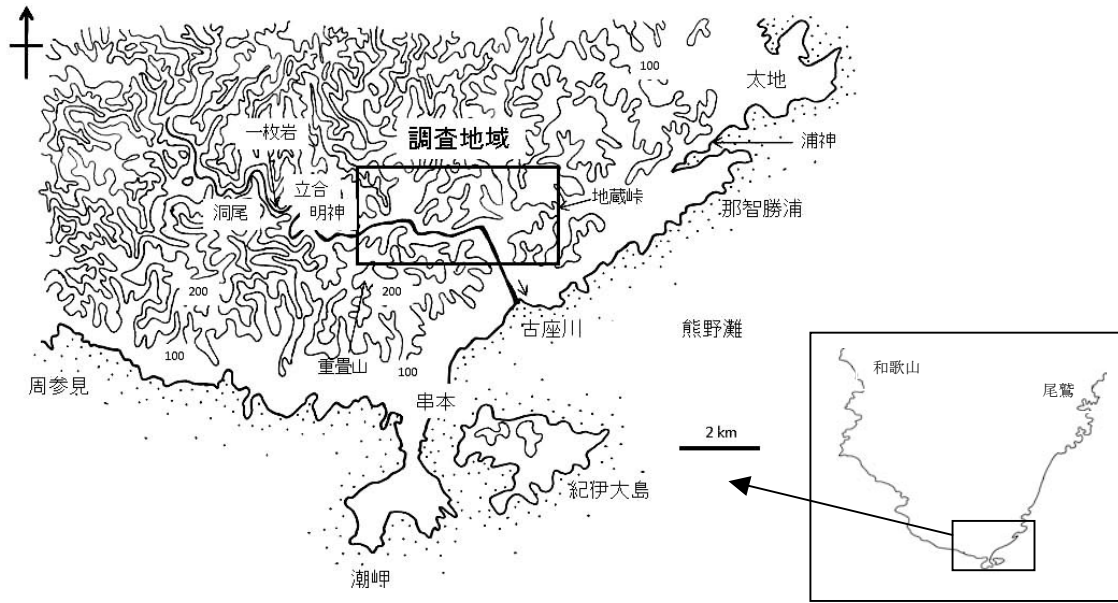 100
太地
一枚岩
調査地域
浦神
立合
明神
地蔵峠
洞尾
那智勝浦
200
200
古座川
熊野灘
100
重畳山
100
周参見
串本
2 km
紀伊大島
潮岬
和歌山
尾鷲